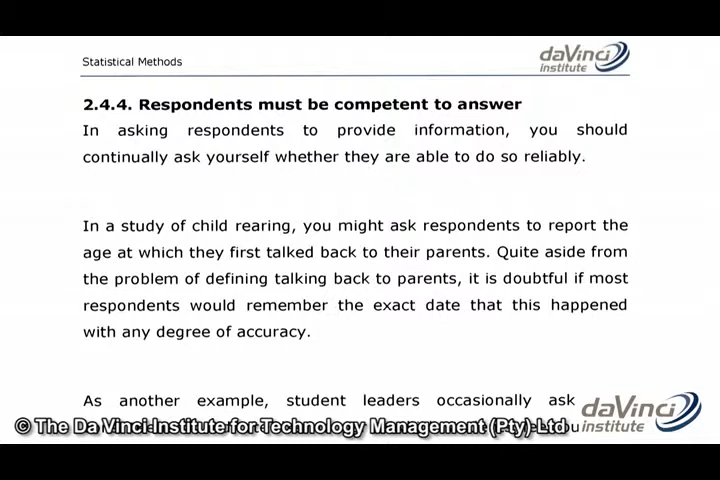 Statistical Methods
daVinci
institute
2.4.4. Respondents must be competent to answer
In asking respondents to provide information, you should
continually ask yourself whether they are able to do so reliably.
In a study of child rearing, you might ask respondents to report the
age at which they first talked back to their parents. Quite aside from
the problem of defining talking back to parents, it is doubtful if most
respondents would remember the exact date that this happened
with any degree of accuracy.
As another example, student leaders occasionally ask
daVinci
institute
© The Da Vinci Institute for Technology Management (Pty) Ltd